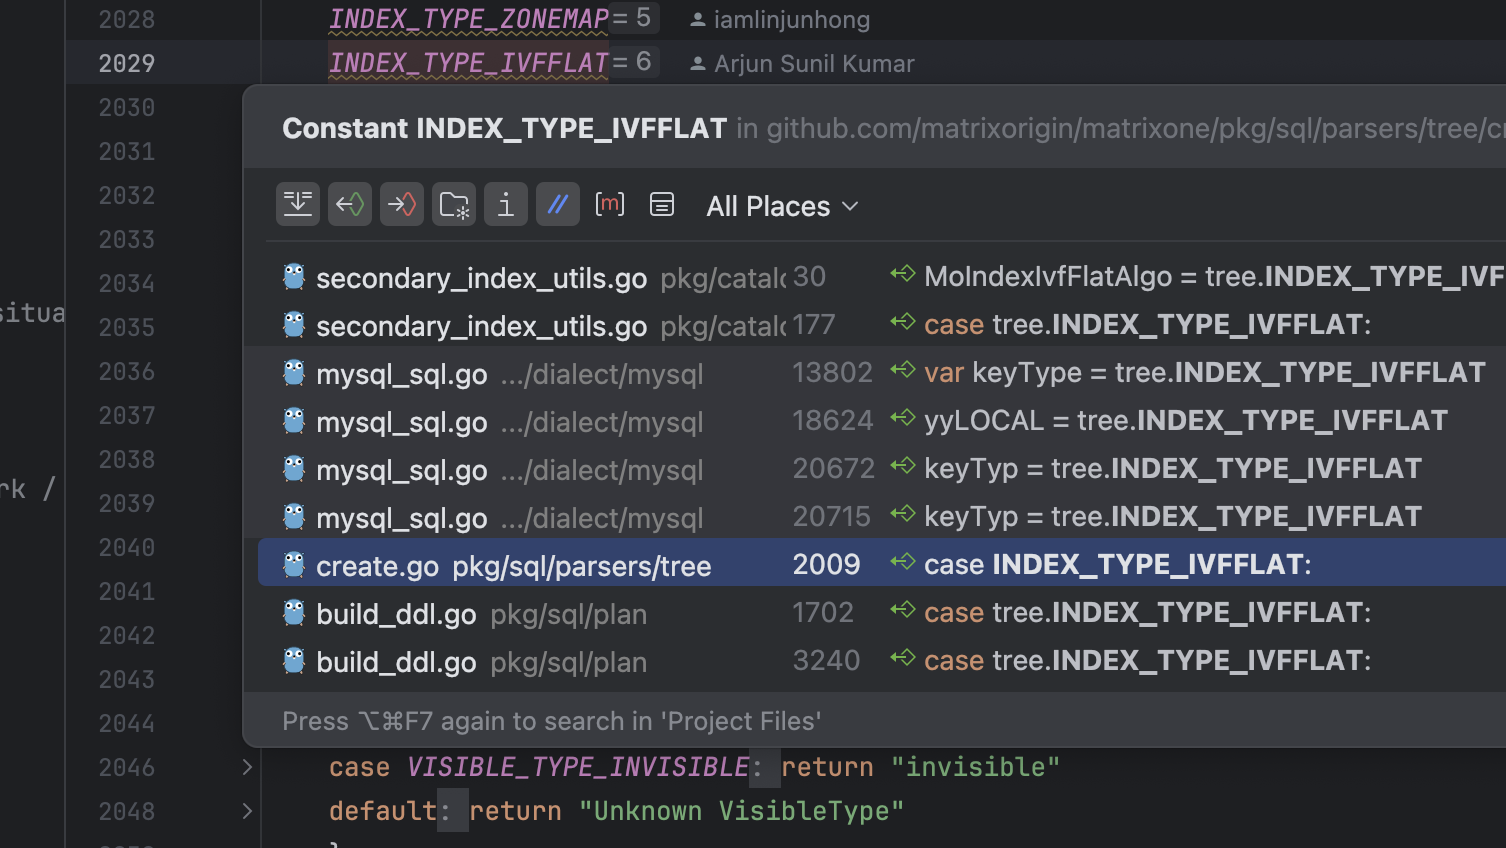 2028 INDEX_TYPE_ZONEMAP = 5 iamlinjunhong
2029 INDEX_TYPE_IVFFLAT = 6 Arjun Sunil Kumar
2030
Constant INDEX_TYPE_IVFFLAT in github.com/matrixorigin/matrixone/pkg/sql/parsers/tree/cr
2031
2032
[m] All Places
2033
2034
secondary_index_utils.go pkg/catalo 30 MoIndexIvfFlatAlgo = tree.INDEX_TYPE_IVF
situa
2035
secondary_index_utils.go pkg/catalo 177 case tree.INDEX_TYPE_IVFFLAT:
2036
mysql_sql.go .../dialect/mysql 13802 var keyType = tree.INDEX_TYPE_IVFFLAT
2037
mysql_sql.go .../dialect/mysql 18624 yyLOCAL = tree.INDEX_TYPE_IVFFLAT
2038
mysql_sql.go .../dialect/mysql 20672 keyTyp = tree.INDEX_TYPE_IVFFLAT
rk /
2039
mysql_sql.go .../dialect/mysql 20715 keyTyp = tree.INDEX_TYPE_IVFFLAT
2040
create.go pkg/sql/parsers/tree 2009 case INDEX_TYPE_IVFFLAT:
2041
build_ddl.go pkg/sql/plan 1702 case tree.INDEX_TYPE_IVFFLAT:
2042
build_ddl.go pkg/sql/plan 3240 case tree.INDEX_TYPE_IVFFLAT:
2043
2044
Press ⌥⌘F7 again to search in 'Project Files'
2046 case VISIBLE_TYPE_INVISIBLE: return "invisible"
2048 default: return "Unknown VisibleType"